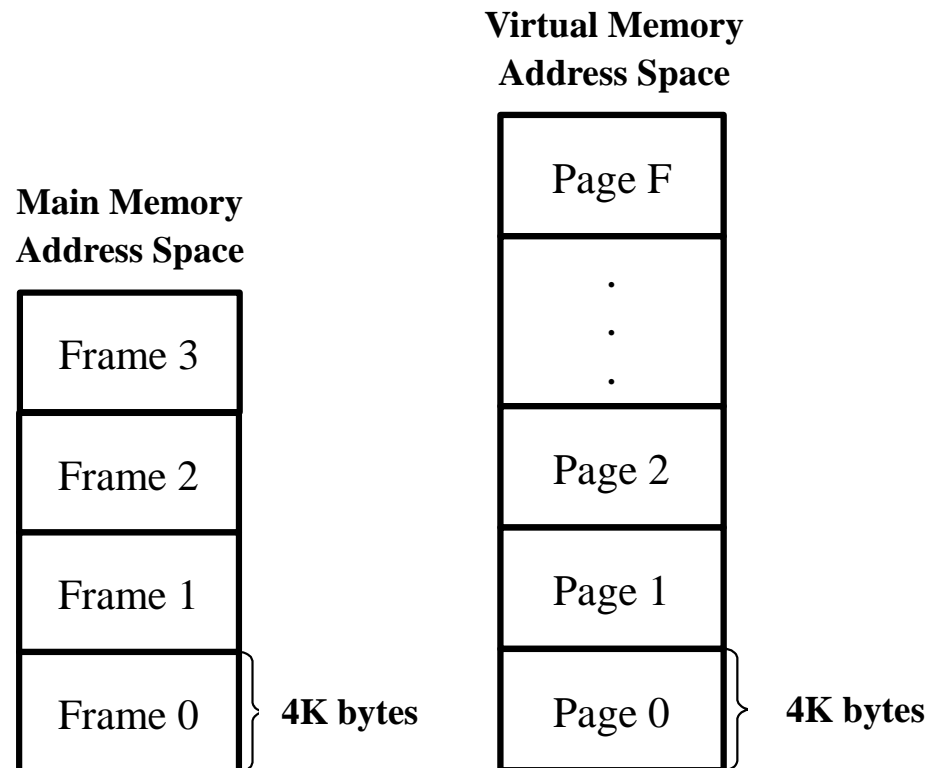 Main Memory
Address Space
Frame 3
Frame 2
Frame 1
Frame 0
4K bytes
Virtual Memory
Address Space
Page F
.
.
.
Page 2
Page 1
Page 0
4K bytes